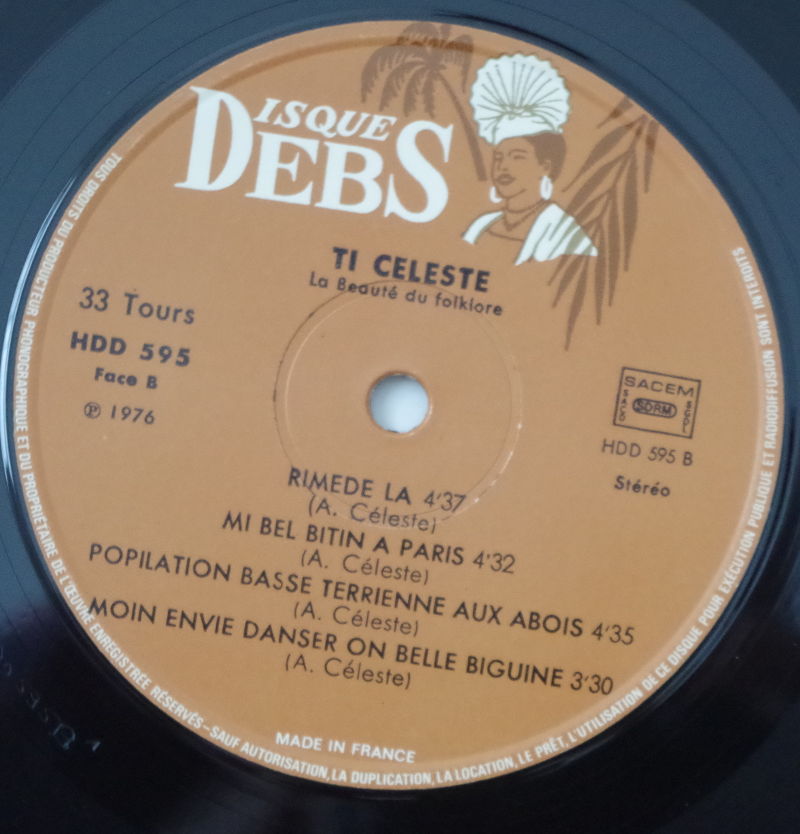 DISQUE
DEBS
TI CELESTE
La Beauté du folklore
33 Tours
HDD 595
Face B
℗ 1976
SACEM
SACD
SDRM
SCDL
HDD 595 B
Stéréo
RIMEDE LA 4'37
(A. Céleste)
MI BEL BITIN A PARIS 4'32
(A. Céleste)
POPILATION BASSE TERRIENNE AUX ABOIS 4'35
(A. Céleste)
MOIN ENVIE DANSER ON BELLE BIGUINE 3'30
(A. Céleste)
MADE IN FRANCE
TOUS DROITS DU PRODUCTEUR PHONOGRAPHIQUE ET DU PROPRIÉTAIRE DE L'ŒUVRE ENREGISTRÉE RÉSERVÉS - SAUF AUTORISATION, LA DUPLICATION, LA LOCATION, LE PRÊT, L'UTILISATION DE CE DISQUE POUR EXÉCUTION PUBLIQUE ET RADIODIFFUSION SONT INTERDITS